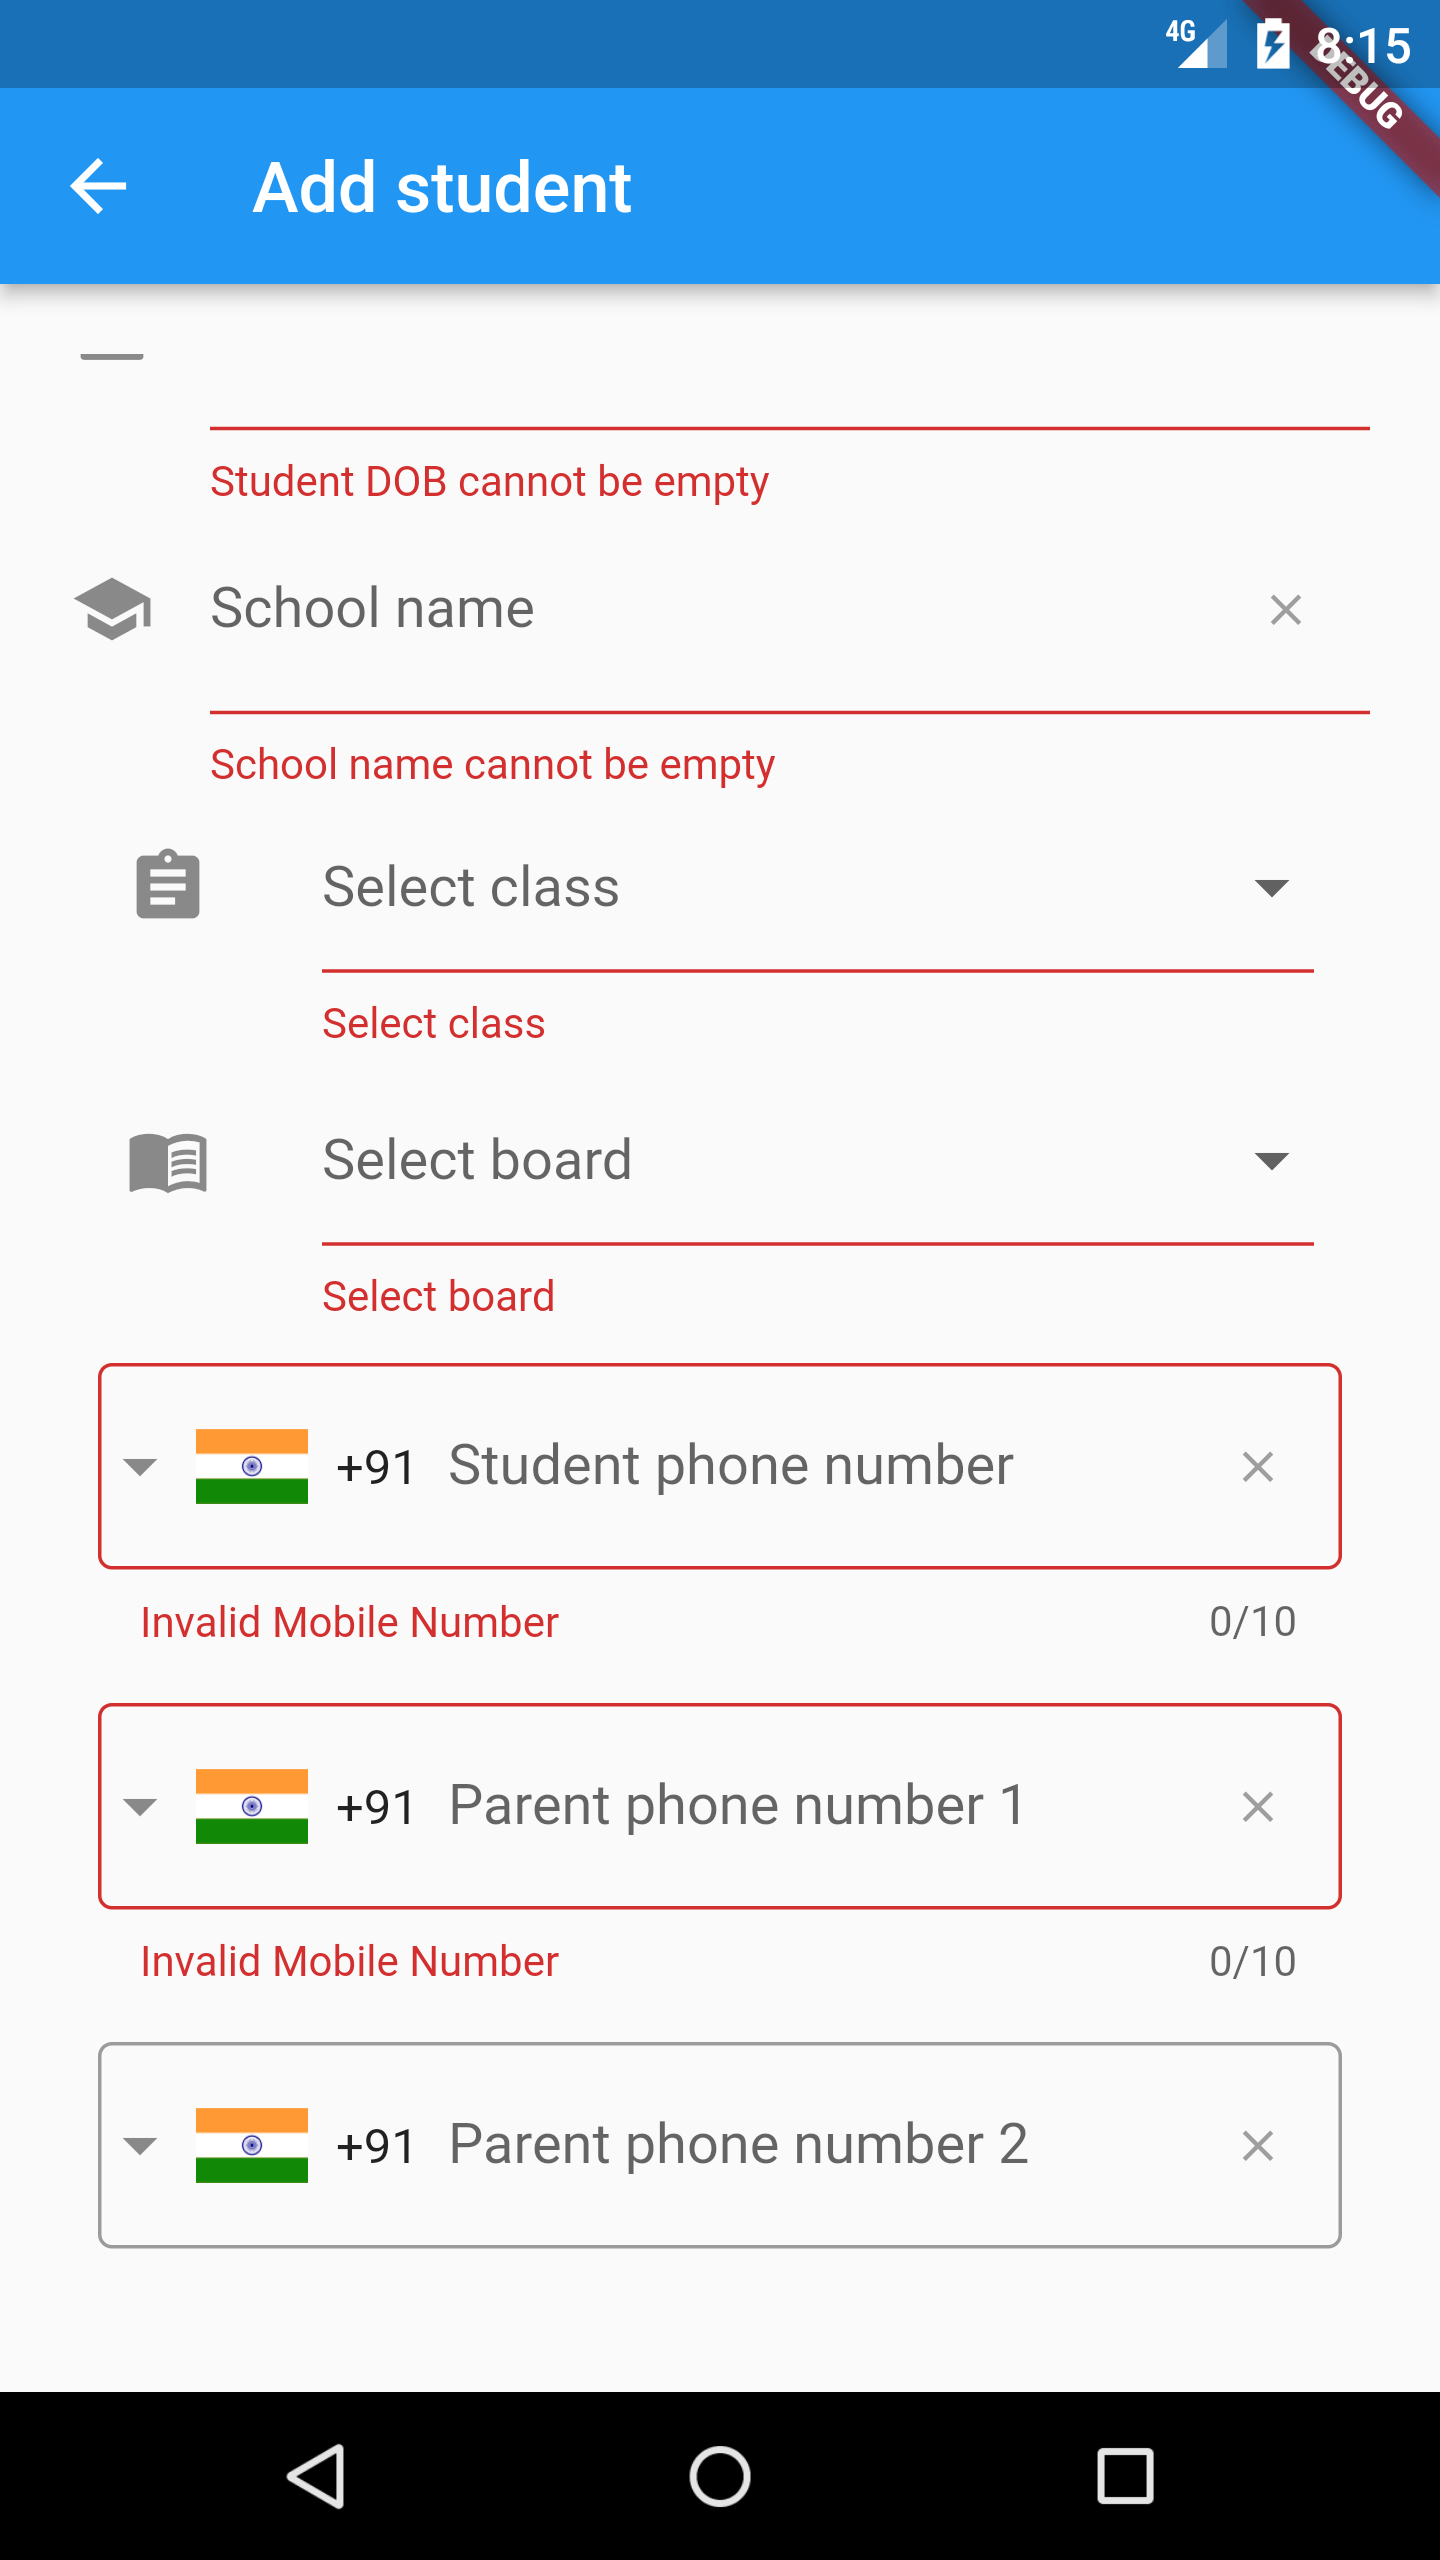 4G 8:15
DEBUG
Add student
Student DOB cannot be empty
School name
School name cannot be empty
Select class
Select class
Select board
Select board
+91 Student phone number
Invalid Mobile Number 0/10
+91 Parent phone number 1
Invalid Mobile Number 0/10
+91 Parent phone number 2